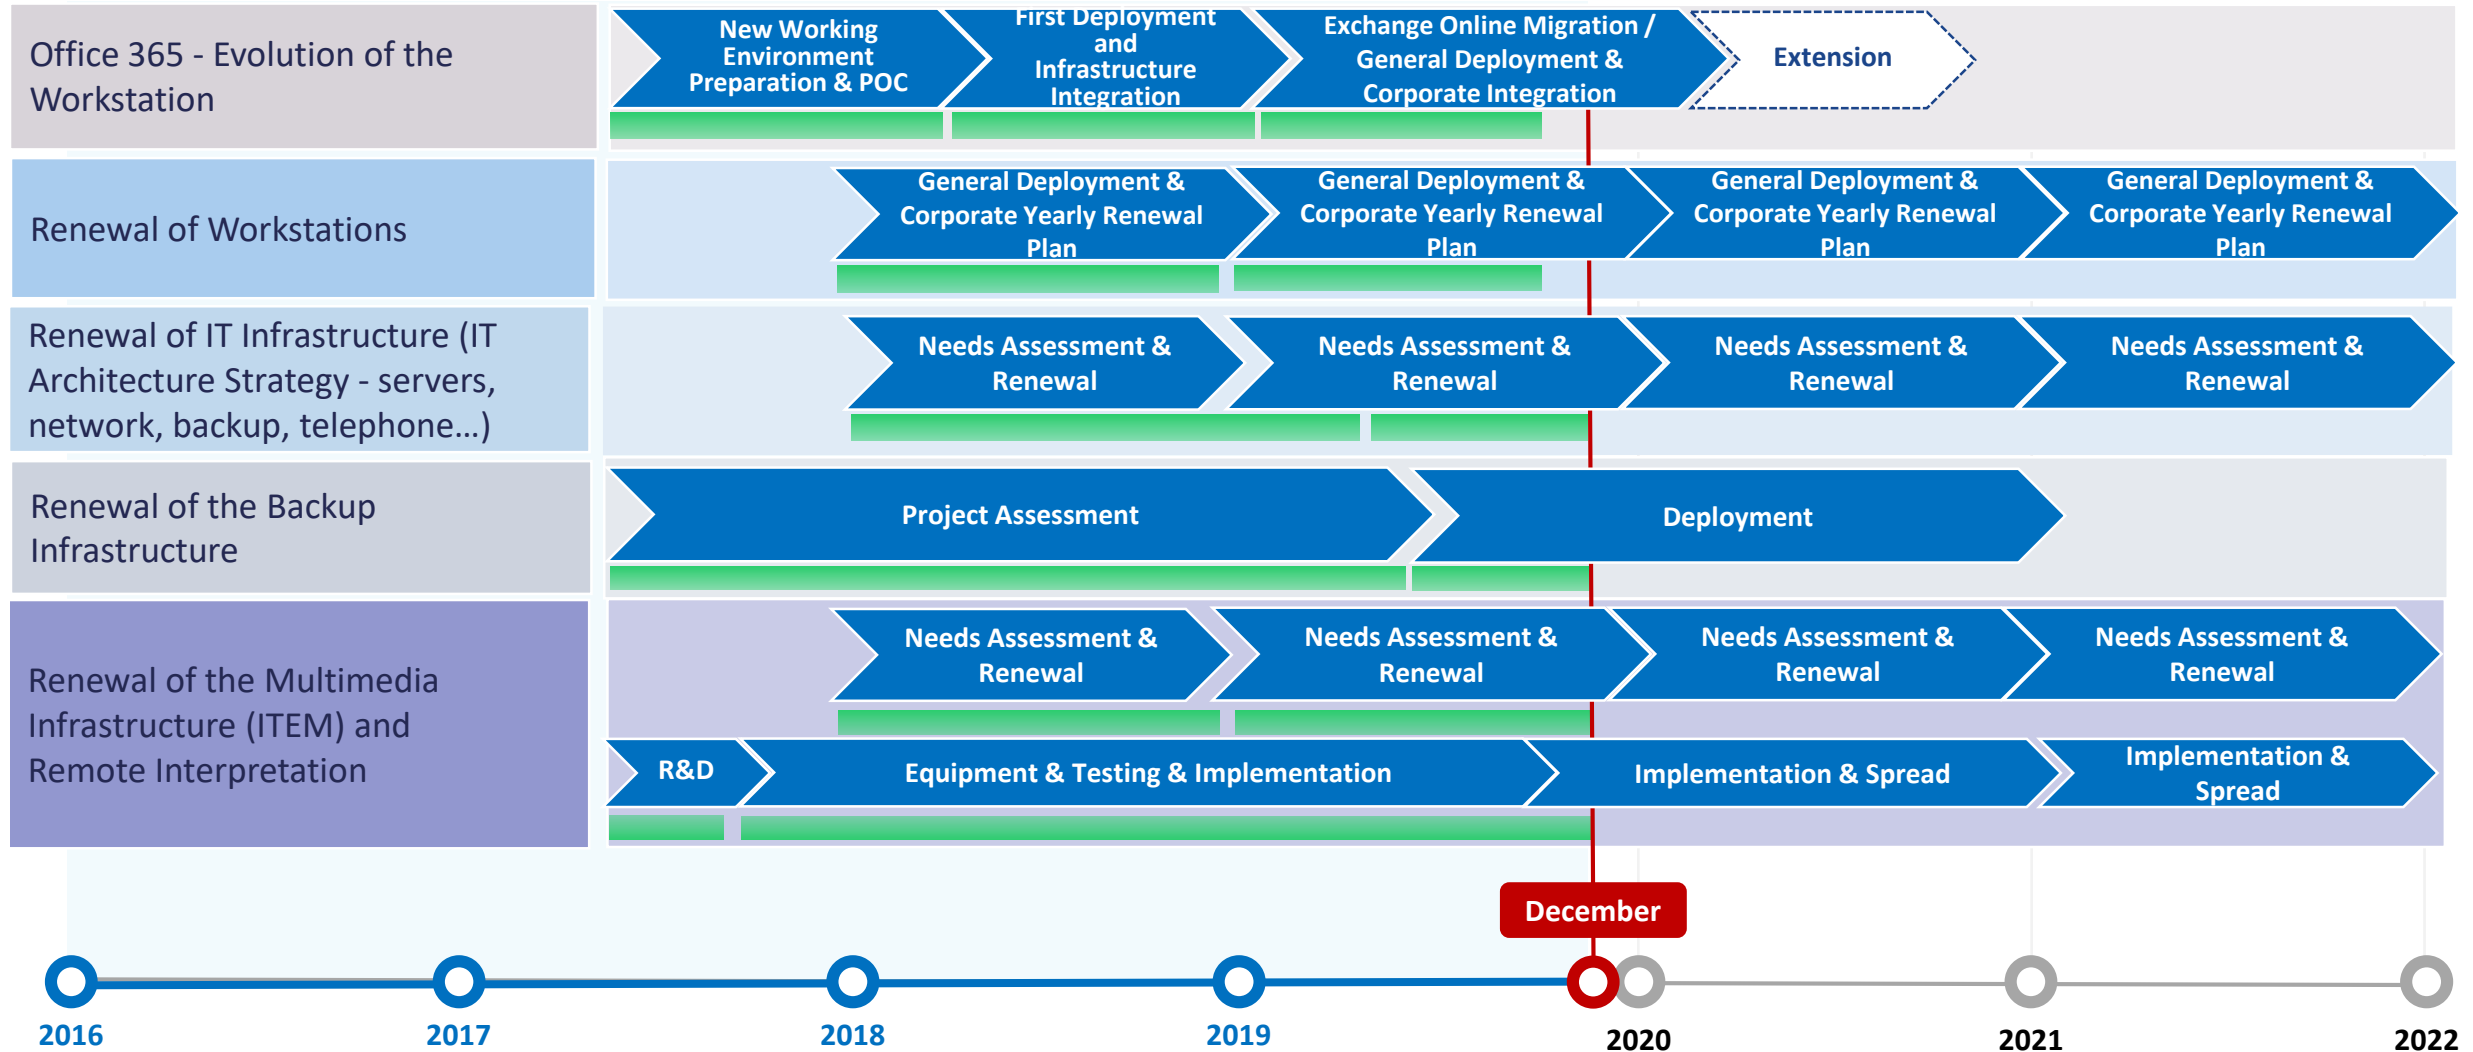 Office 365 - Evolution of the
Workstation
New Working
Environment
Preparation & POC
First Deployment
and
Infrastructure
Integration
Exchange Online Migration /
General Deployment &
Corporate Integration
Extension
Renewal of Workstations
General Deployment &
Corporate Yearly Renewal
Plan
General Deployment &
Corporate Yearly Renewal
Plan
General Deployment &
Corporate Yearly Renewal
Plan
General Deployment &
Corporate Yearly Renewal
Plan
Renewal of IT Infrastructure (IT
Architecture Strategy - servers,
network, backup, telephone…)
Needs Assessment &
Renewal
Needs Assessment &
Renewal
Needs Assessment &
Renewal
Needs Assessment &
Renewal
Renewal of the Backup
Infrastructure
Project Assessment
Deployment
Renewal of the Multimedia
Infrastructure (ITEM) and
Remote Interpretation
Needs Assessment &
Renewal
Needs Assessment &
Renewal
Needs Assessment &
Renewal
Needs Assessment &
Renewal
R&D
Equipment & Testing & Implementation
Implementation & Spread
Implementation &
Spread
December
2016
2017
2018
2019
2020
2021
2022